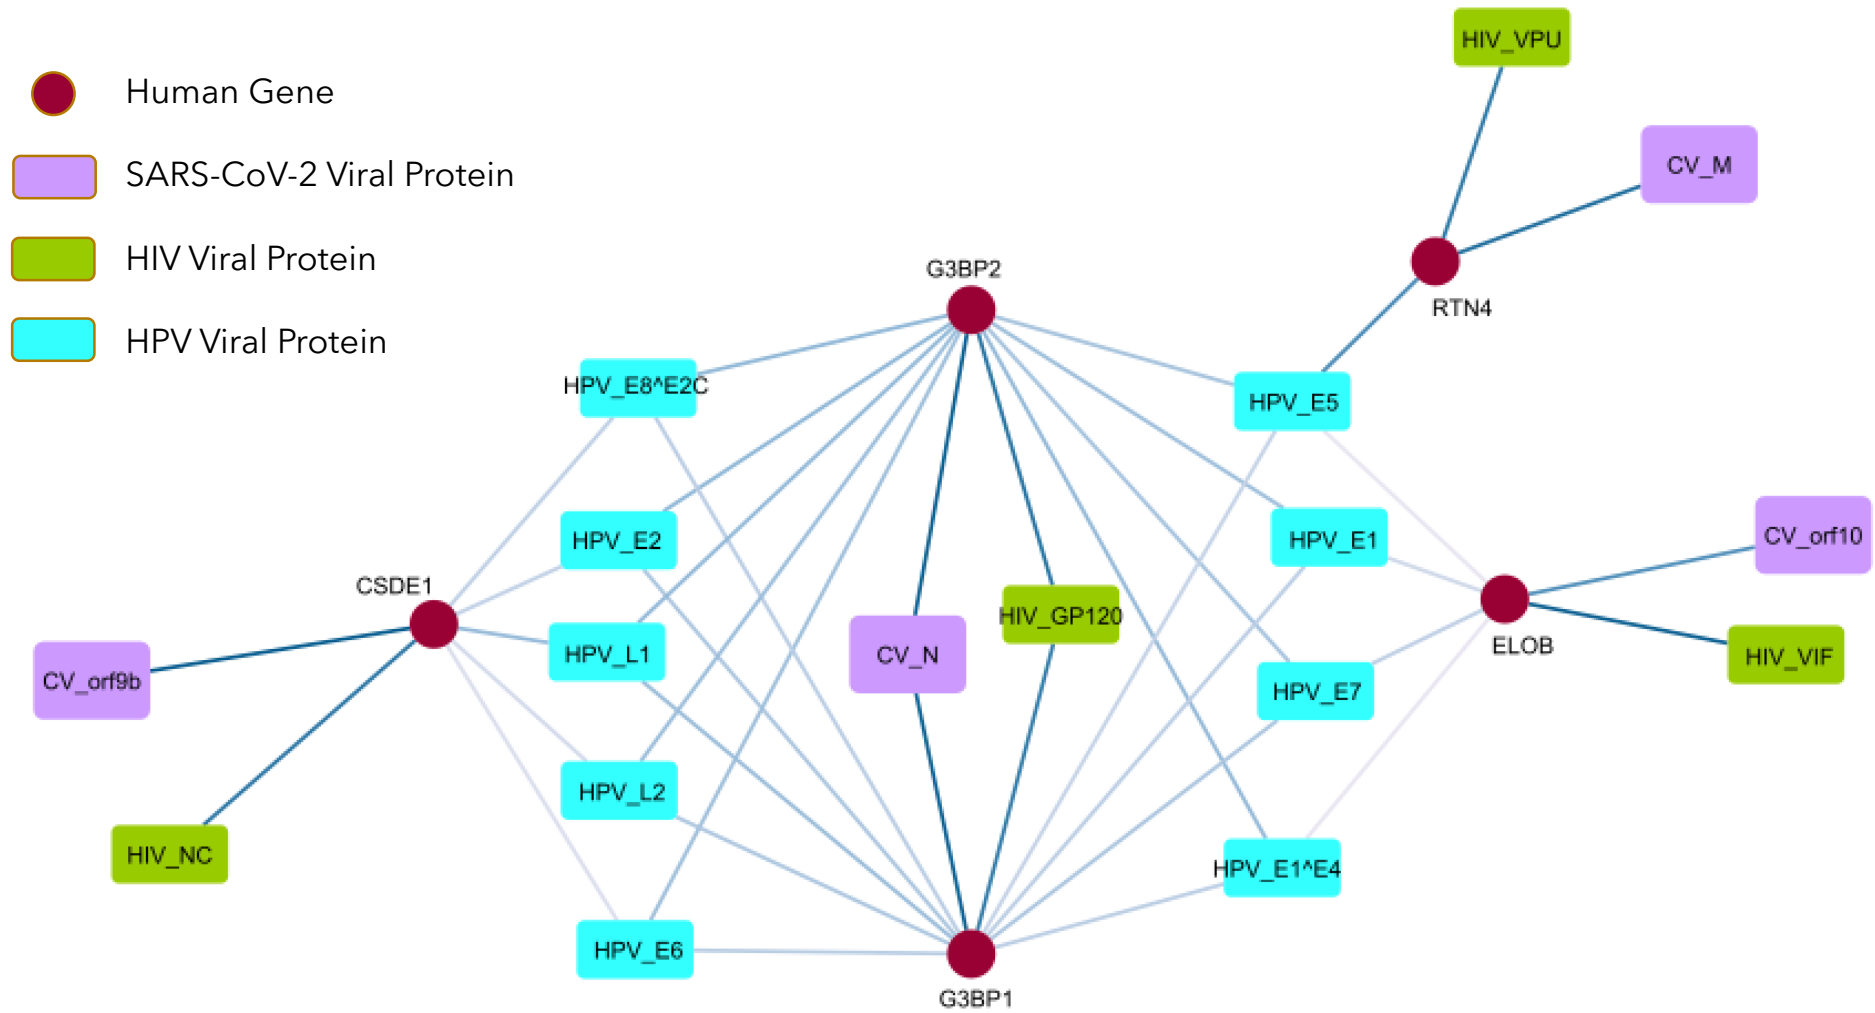 Human Gene
SARS-CoV-2 Viral Protein
HIV Viral Protein
HPV Viral Protein
HIV_VPU
CV_M
G3BP2
RTN4
HPV_E8^E2C
HPV_E5
HPV_E2
HPV_E1
CV_orf10
CSDE1
HIV_GP120
HPV_L1
CV_N
ELOB
HIV_VIF
CV_orf9b
HPV_E7
HPV_L2
HIV_NC
HPV_E1^E4
HPV_E6
G3BP1